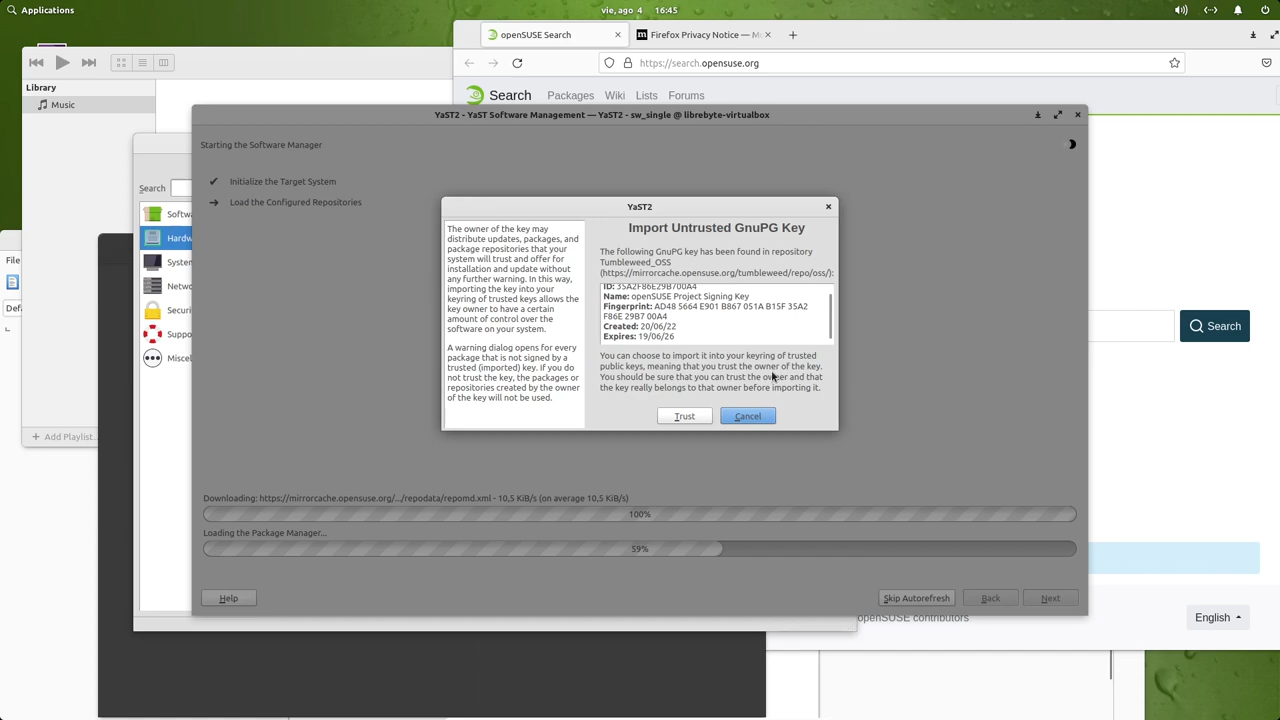 Applications
vie, ago 4 16:45
openSUSE Search
Firefox Privacy Notice — Mo
https://search.opensuse.org
Search Packages Wiki Lists Forums
Library
Music
Add Playlist…
Search
Softwa
Hardw
System
Netwo
Securi
Suppo
Miscel
File
Defa
YaST2 - YaST Software Management — YaST2 - sw_single @ librebyte-virtualbox
Starting the Software Manager
Initialize the Target System
Load the Configured Repositories
YaST2
The owner of the key may
distribute updates, packages, and
package repositories that your
system will trust and offer for
installation and update without
any further warning. In this way,
importing the key into your
keyring of trusted keys allows the
key owner to have a certain
amount of control over the
software on your system.
A warning dialog opens for every
package that is not signed by a
trusted (imported) key. If you do
not trust the key, the packages or
repositories created by the owner
of the key will not be used.
Import Untrusted GnuPG Key
The following GnuPG key has been found in repository
Tumbleweed_OSS
(https://mirrorcache.opensuse.org/tumbleweed/repo/oss/):
ID: 35A2F86E29B700A4
Name: openSUSE Project Signing Key
Fingerprint: AD48 5664 E901 B867 051A B15F 35A2
F86E 29B7 00A4
Created: 20/06/22
Expires: 19/06/26
You can choose to import it into your keyring of trusted
public keys, meaning that you trust the owner of the key.
You should be sure that you can trust the owner and that
the key really belongs to that owner before importing it.
Trust
Cancel
Downloading: https://mirrorcache.opensuse.org/.../repodata/repomd.xml - 10,5 KiB/s (on average 10,5 KiB/s)
100%
Loading the Package Manager...
59%
Help
Skip Autorefresh
Back
Next
Search
openSUSE contributors
English